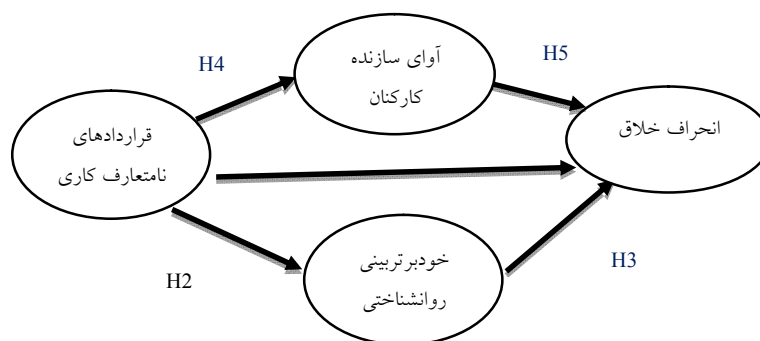 آوای سازنده
کارکنان
H4
H5
انحراف خلاق
قراردادهای
نامتعارف کاری
خودبرتربینی
روانشناختی
H2
H3